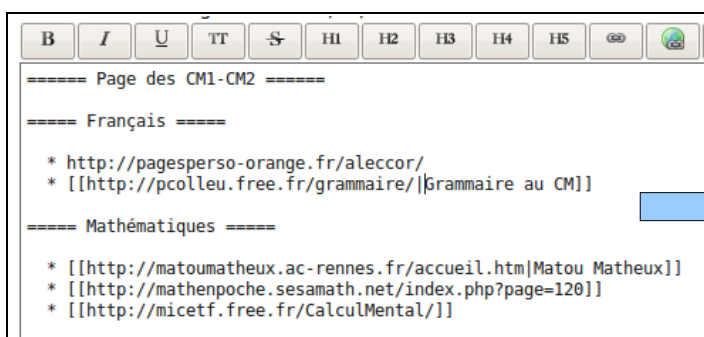 B I U TT S H1 H2 H3 H4 H5
====== Page des CM1-CM2 ======
===== Français =====
* http://pagesperso-orange.fr/aleccor/
* [[http://pcolleu.free.fr/grammaire/|Grammaire au CM]]
===== Mathématiques =====
* [[http://matoumatheux.ac-rennes.fr/accueil.htm|Matou Matheux]]
* [[http://mathenpoche.sesamath.net/index.php?page=120]]
* [[http://micetf.free.fr/CalculMental/]]